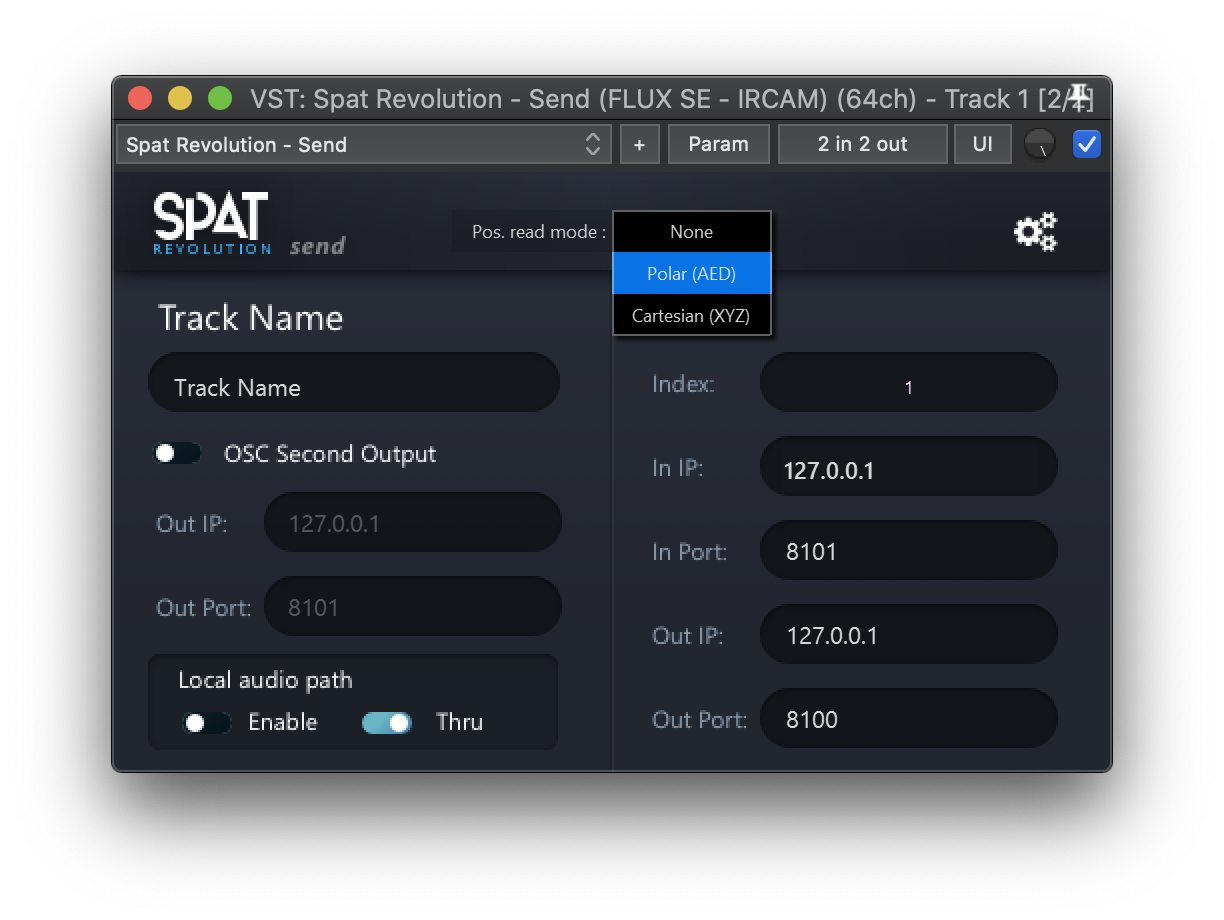 VST: Spat Revolution - Send (FLUX SE - IRCAM) (64ch) - Track 1 [2/2]
Spat Revolution - Send
+
Param
2 in 2 out
UI
SPAT
REVOLUTION
send
Pos. read mode :
None
Polar (AED)
Cartesian (XYZ)
Track Name
Track Name
OSC Second Output
Out IP:
127.0.0.1
Out Port:
8101
Local audio path
Enable
Thru
Index:
1
In IP:
127.0.0.1
In Port:
8101
Out IP:
127.0.0.1
Out Port:
8100